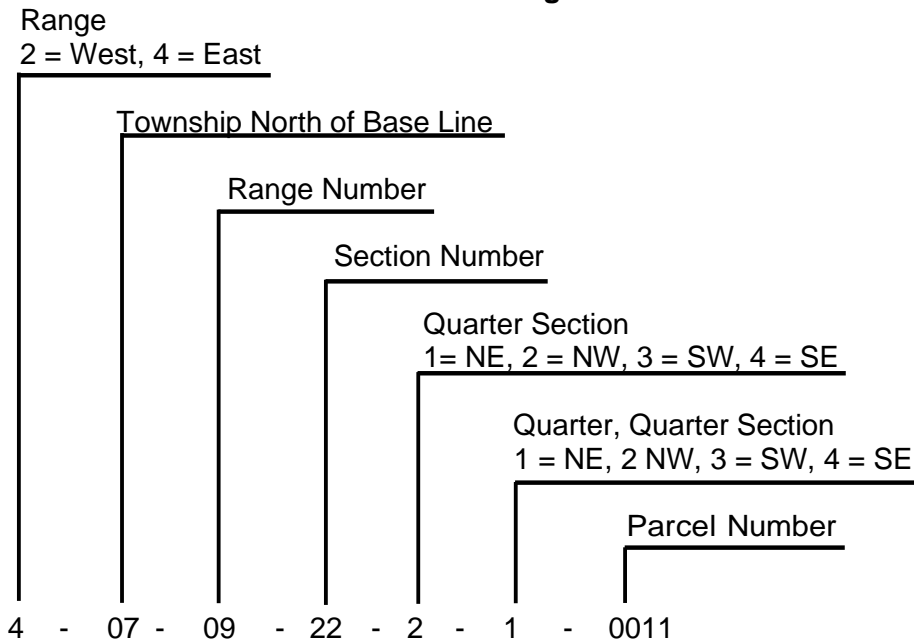 Range
2 = West, 4 = East
Township North of Base Line
Range Number
Section Number
Quarter Section
1= NE, 2 = NW, 3 = SW, 4 = SE
Quarter, Quarter Section
1 = NE, 2 NW, 3 = SW, 4 = SE
Parcel Number
4 - 07 - 09 - 22 - 2 - 1 - 0011